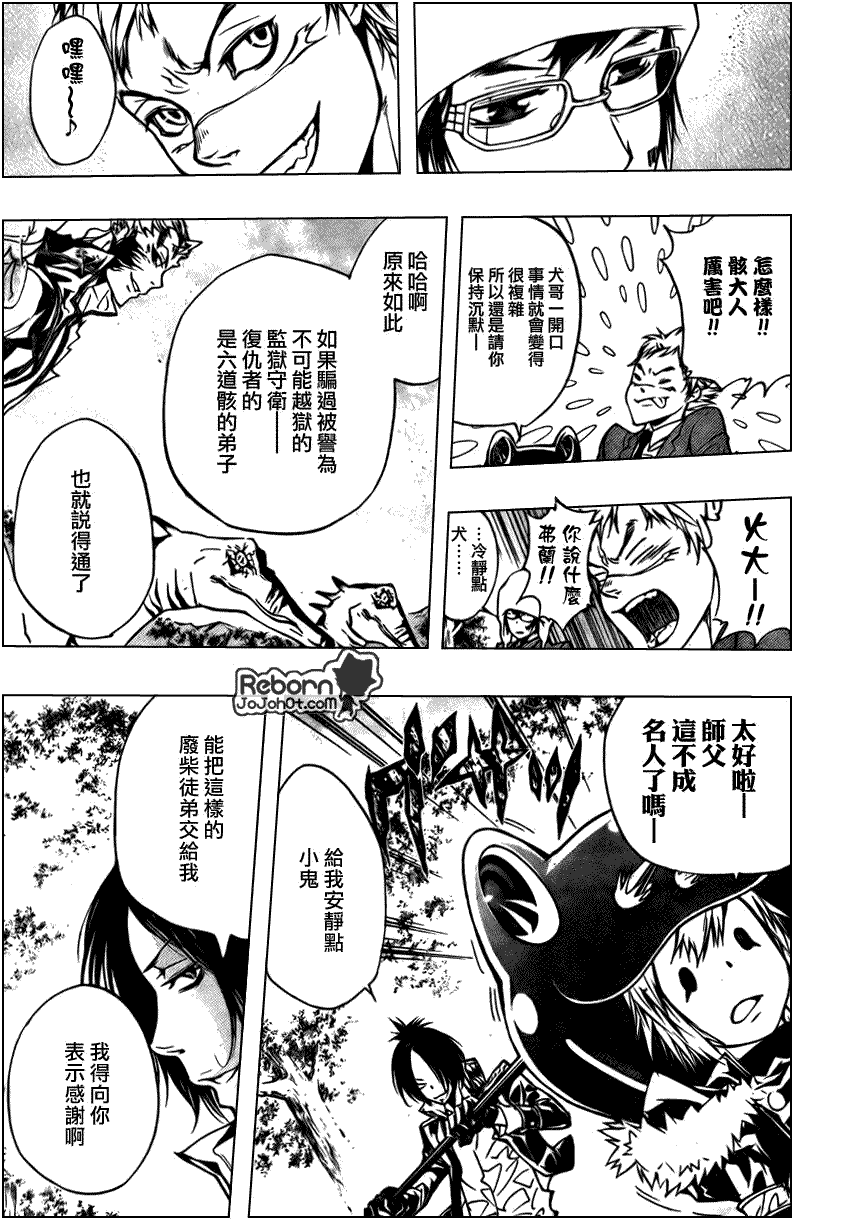 嘿嘿～♪
怎麼樣!!
骸大人
厲害吧!!
犬哥一開口
事情就會變得
很複雜
所以還是請你
保持沉默—
哈哈啊
原來如此
如果騙過被譽為
不可能越獄的
監獄守衛——
復仇者的
是六道骸的弟子
也就說得通了
火大—!!
你說什麼
弗蘭!!
…冷靜點
犬……
Reborn
JoJoHOt.com
太好啦—
師父
這不成
名人了嗎—
給我安靜點
小鬼
能把這樣的
廢柴徒弟交給我
我得向你
表示感謝啊